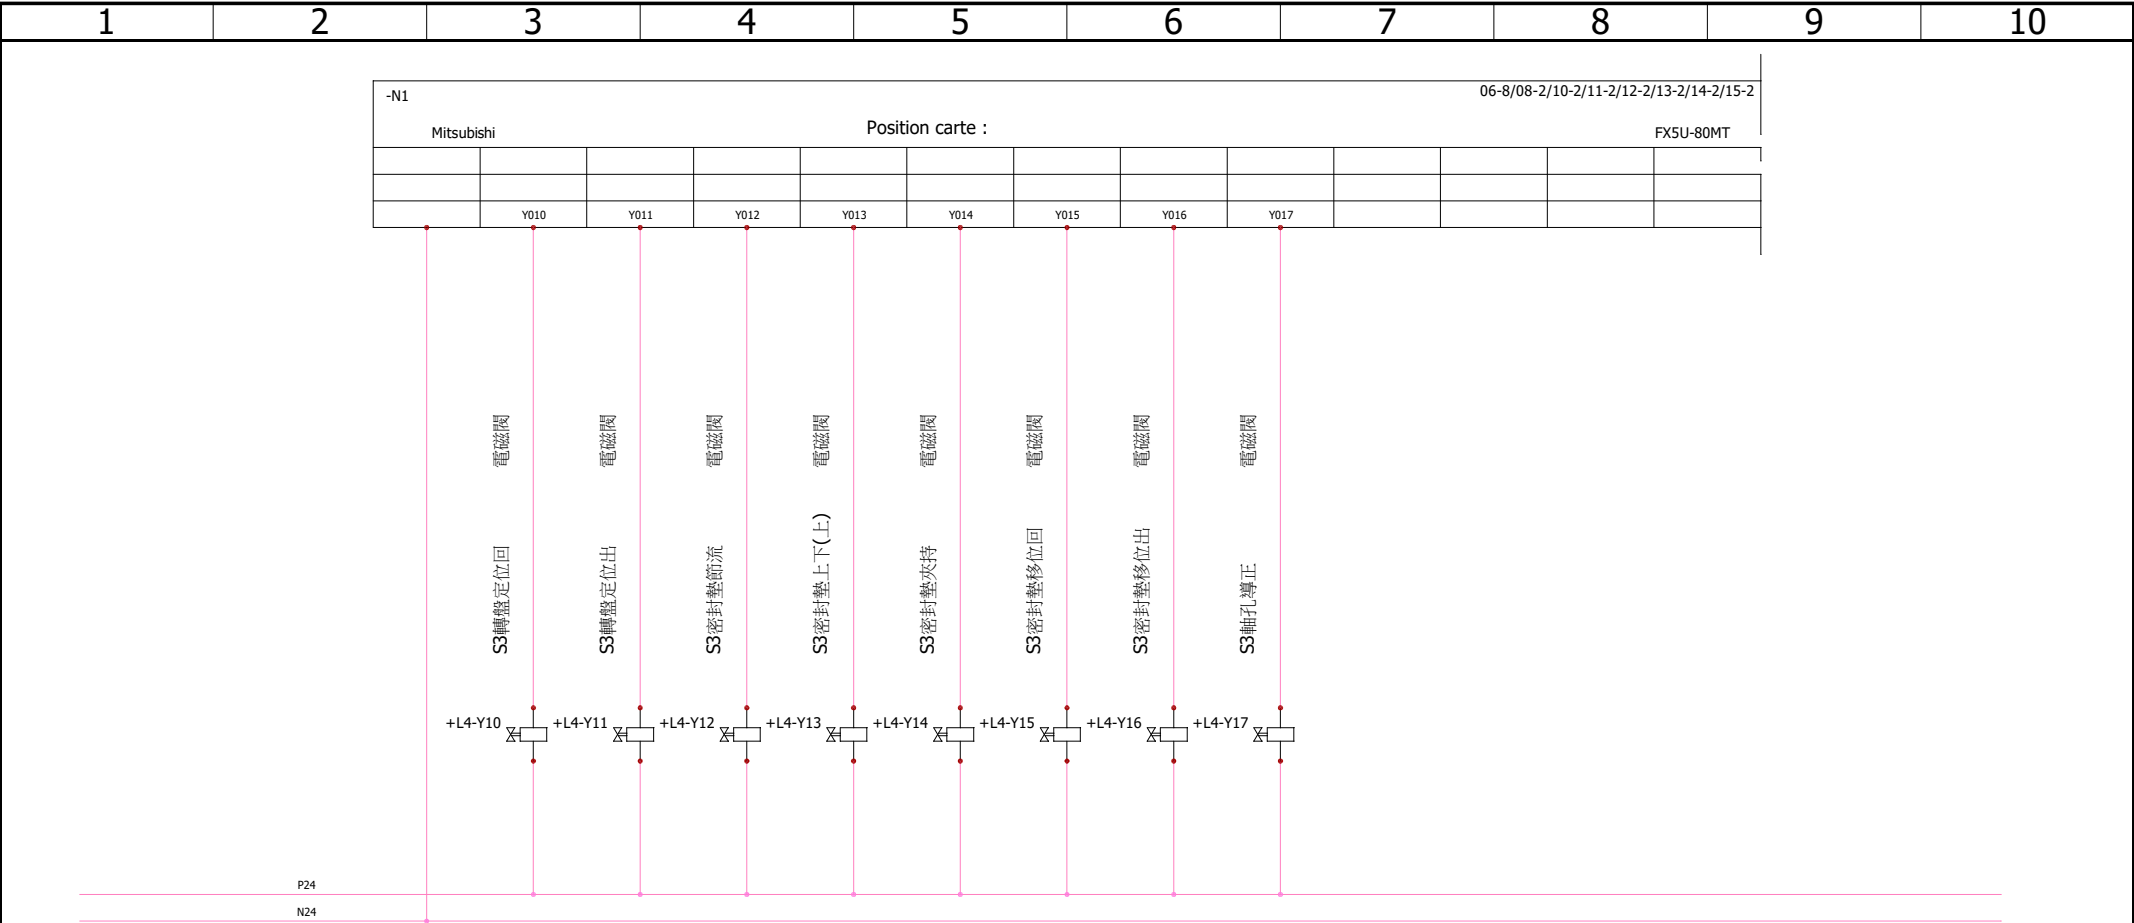 1 2 3 4 5 6 7 8 9 10
-N1 06-8/08-2/10-2/11-2/12-2/13-2/14-2/15-2
Mitsubishi Position carte : FX5U-80MT
Y010 Y011 Y012 Y013 Y014 Y015 Y016 Y017
S3轉盤定位回 電磁閥
S3轉盤定位出 電磁閥
S3密封墊節流 電磁閥
S3密封墊上下(上) 電磁閥
S3密封墊夾持 電磁閥
S3密封墊移位回 電磁閥
S3密封墊移位出 電磁閥
S3軸孔導正 電磁閥
+L4-Y10 +L4-Y11 +L4-Y12 +L4-Y13 +L4-Y14 +L4-Y15 +L4-Y16 +L4-Y17
P24
N24